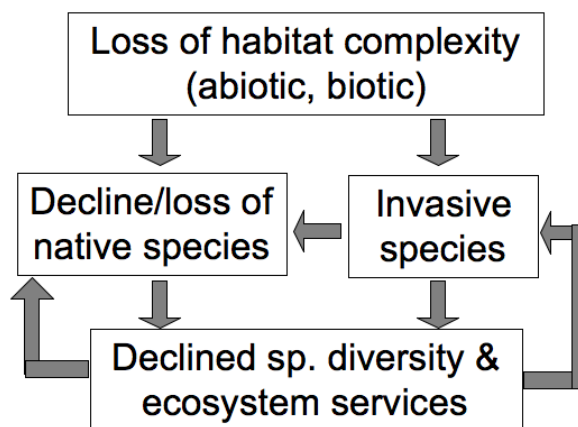 Loss of habitat complexity
(abiotic, biotic)
Decline/loss of
native species
Invasive
species
Declined sp. diversity &
ecosystem services